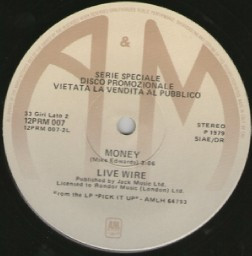 A&M
SERIE SPECIALE
DISCO PROMOZIONALE
VIETATA LA VENDITA AL PUBBLICO
33 Giri Lato 2
12PRM 007
12PRM 007-2L
STEREO
P 1979
SIAE/DR
MONEY
(Mike Edwards) 5:06
LIVE WIRE
Published by Jack Music Ltd.
Licensed to Rondor Music (London) Ltd.
From the LP "PICK IT UP" - AMLH 64793
A&M